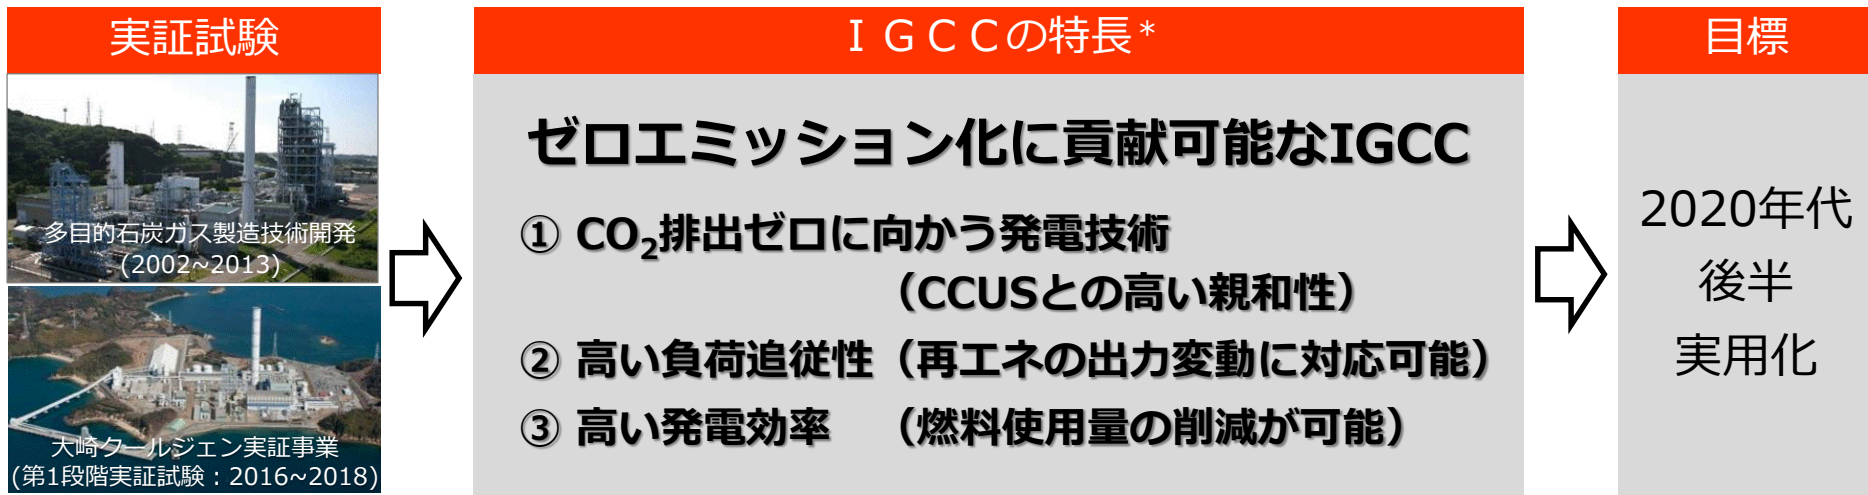 実証試験
多目的石炭ガス製造技術開発
(2002~2013)
大崎クールジェン実証事業
(第1段階実証試験：2016~2018)
ＩＧＣＣの特長*
ゼロエミッション化に貢献可能なIGCC
① CO₂排出ゼロに向かう発電技術
（CCUSとの高い親和性）
② 高い負荷追従性（再エネの出力変動に対応可能）
③ 高い発電効率　（燃料使用量の削減が可能）
目標
2020年代
後半
実用化